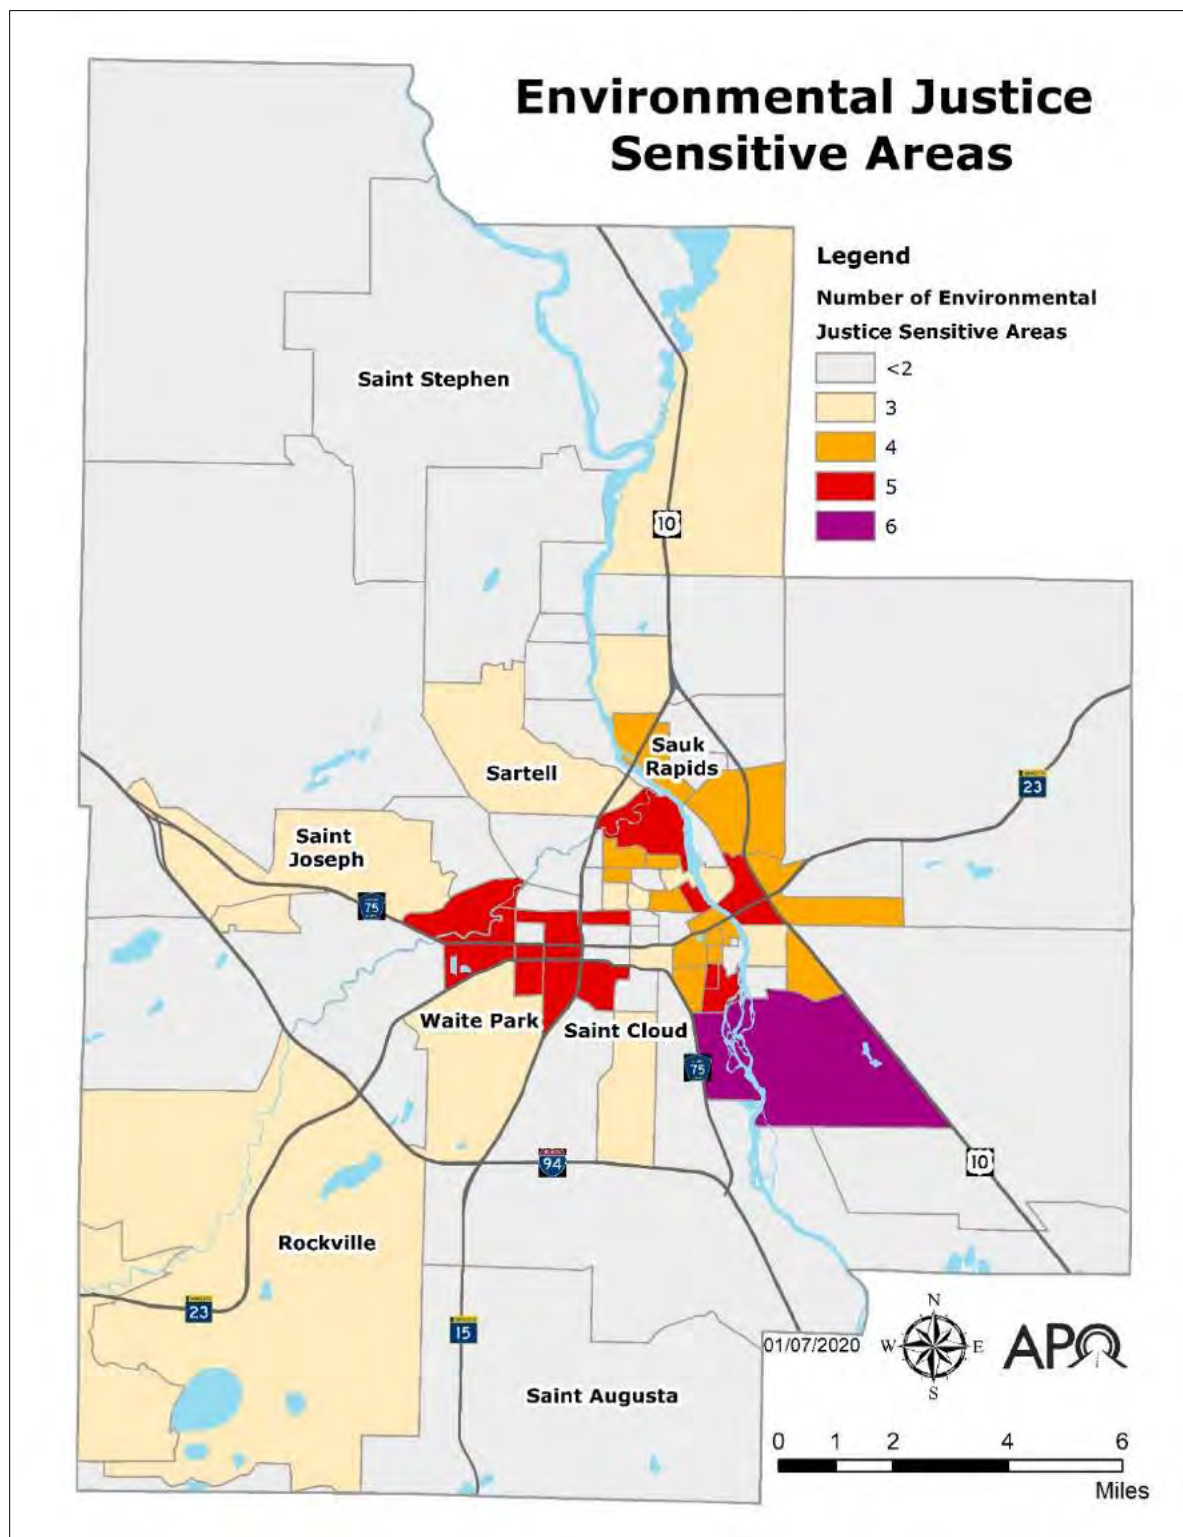 Environmental Justice
Sensitive Areas
Legend
Number of Environmental
Justice Sensitive Areas
<2
3
4
5
6
Saint Stephen
10
Sauk
Rapids
Sartell
23
Saint
Joseph
75
Waite Park
Saint Cloud
75
94
10
Rockville
23
15
01/07/2020
N
W
E
S
APO
Saint Augusta
0 1 2 4 6
Miles